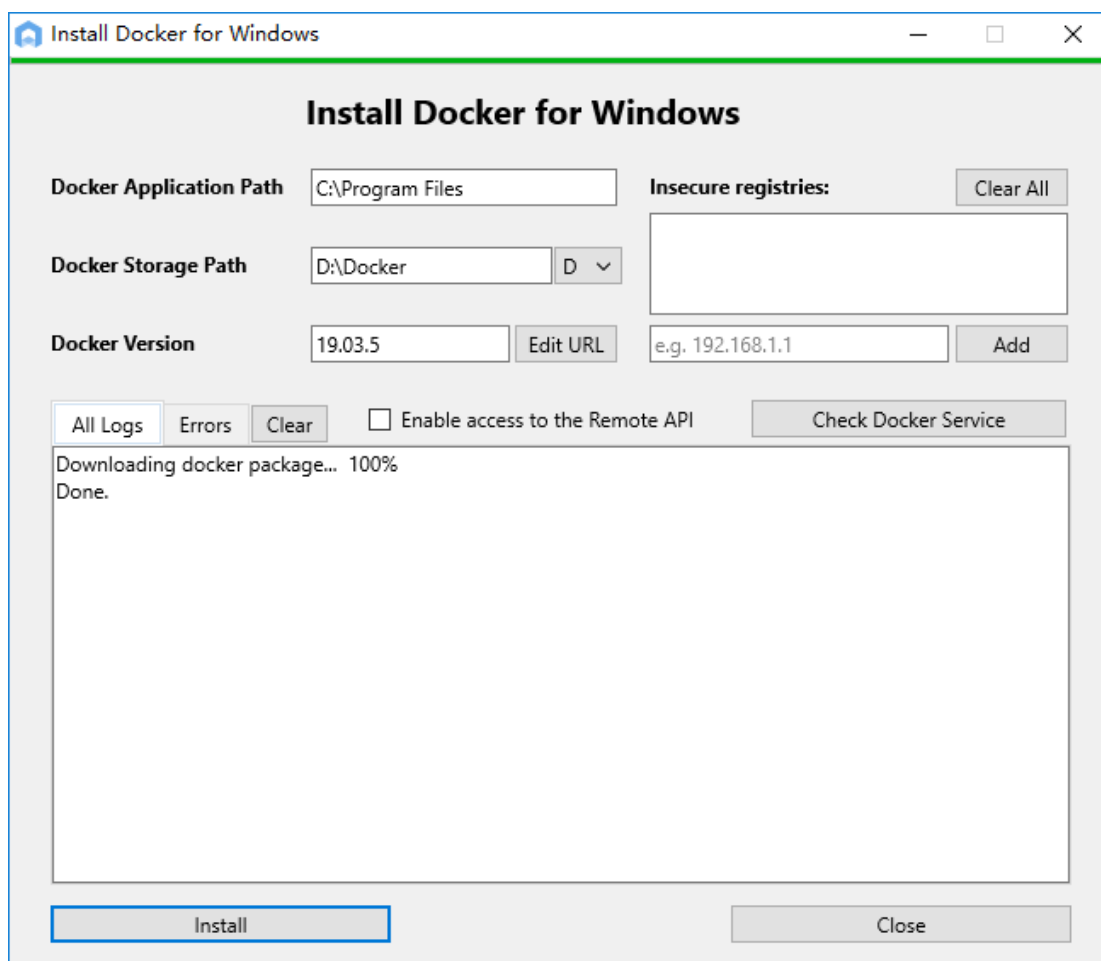 Install Docker for Windows
Install Docker for Windows
Docker Application Path
C:\Program Files
Insecure registries:
Clear All
Docker Storage Path
D:\Docker
D
Docker Version
19.03.5
Edit URL
e.g. 192.168.1.1
Add
All Logs
Errors
Clear
Enable access to the Remote API
Check Docker Service
Downloading docker package...  100%
Done.
Install
Close